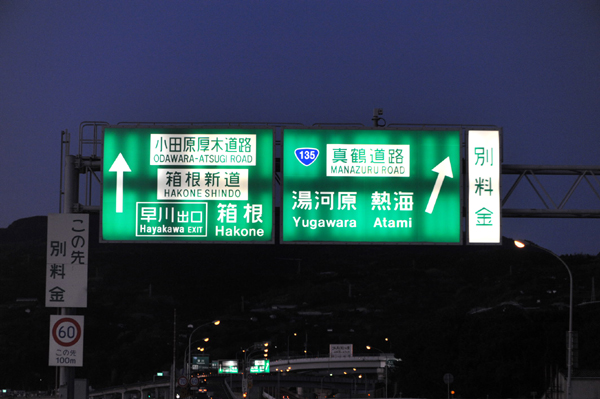 小田原厚木道路
ODAWARA-ATSUGI ROAD
箱根新道
HAKONE SHINDO
早川出口
Hayakawa EXIT
箱根
Hakone
135
真鶴道路
MANAZURU ROAD
湯河原 熱海
Yugawara Atami
別料金
この先
別料金
60
この先
100m